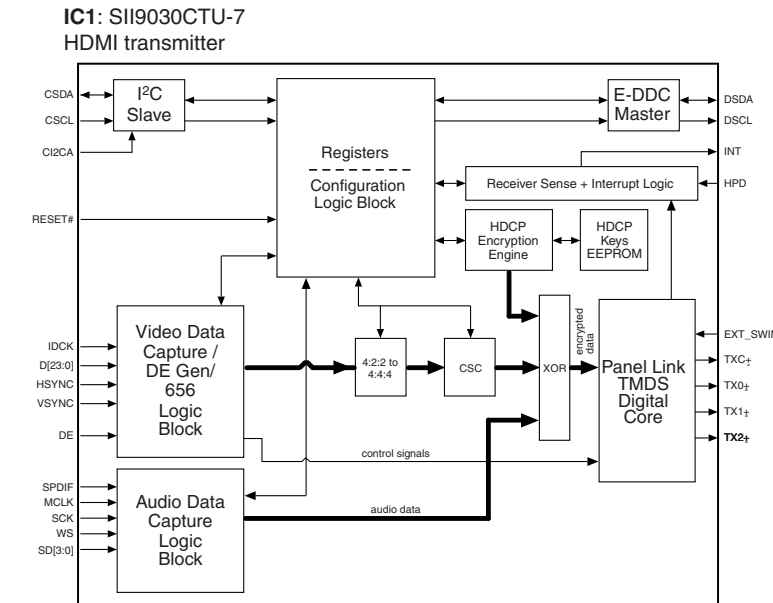 IC1: SII9030CTU-7
HDMI transmitter
CSDA
CSCL
CI2CA
I²C
Slave
Registers
Configuration
Logic Block
E-DDC
Master
DSDA
DSCL
INT
Receiver Sense + Interrupt Logic
HPD
RESET#
HDCP
Encryption
Engine
HDCP
Keys
EEPROM
IDCK
D[23:0]
HSYNC
VSYNC
DE
Video Data
Capture /
DE Gen/
656
Logic
Block
4:2:2 to
4:4:4
CSC
XOR
encrypted
data
Panel Link
TMDS
Digital
Core
EXT_SWIN
TXC±
TX0±
TX1±
TX2±
control signals
SPDIF
MCLK
SCK
WS
SD[3:0]
Audio Data
Capture
Logic
Block
audio data